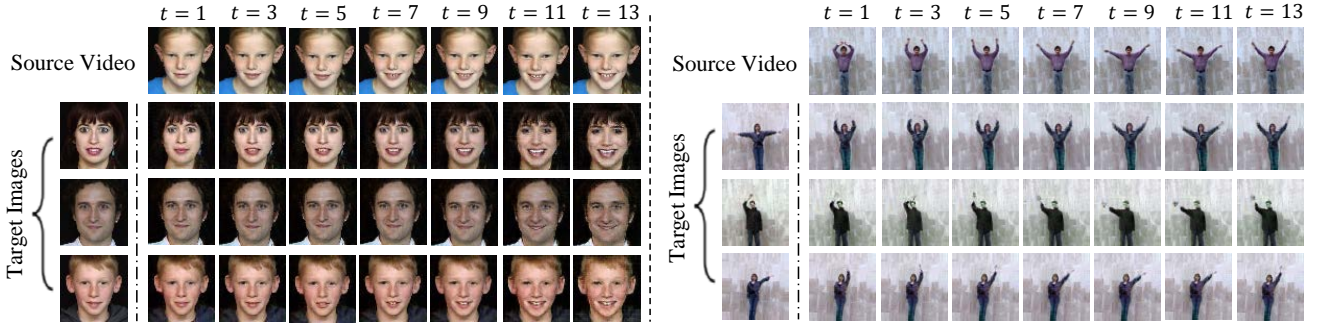 t = 1 t = 3 t = 5 t = 7 t = 9 t = 11 t = 13
Source Video
Target Images
t = 1 t = 3 t = 5 t = 7 t = 9 t = 11 t = 13
Source Video
Target Images